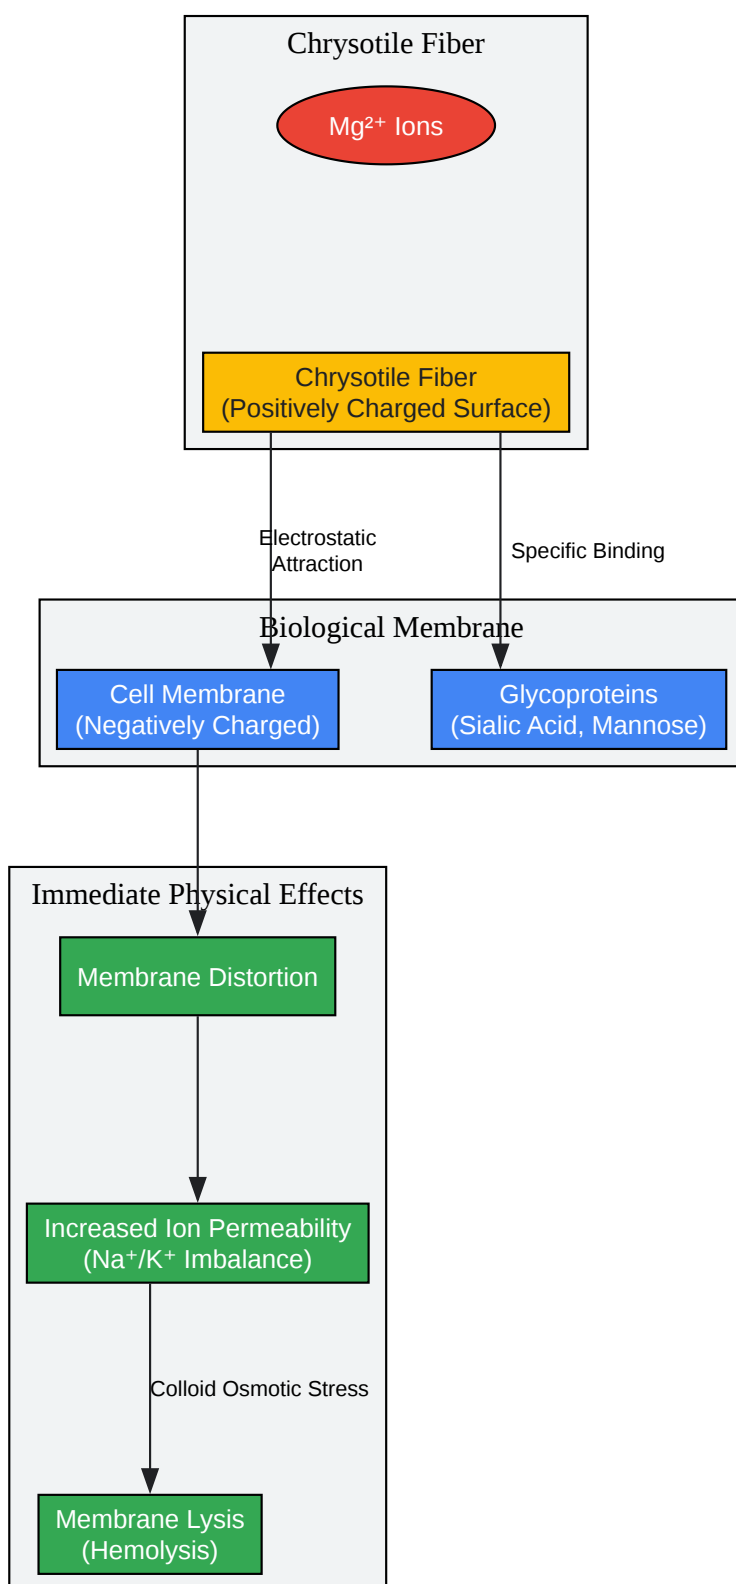 Chrysotile Fiber
Mg²⁺ Ions
Chrysotile Fiber
(Positively Charged Surface)
Electrostatic
Attraction
Specific Binding
Biological Membrane
Cell Membrane
(Negatively Charged)
Glycoproteins
(Sialic Acid, Mannose)
Immediate Physical Effects
Membrane Distortion
Increased Ion Permeability
(Na⁺/K⁺ Imbalance)
Colloid Osmotic Stress
Membrane Lysis
(Hemolysis)